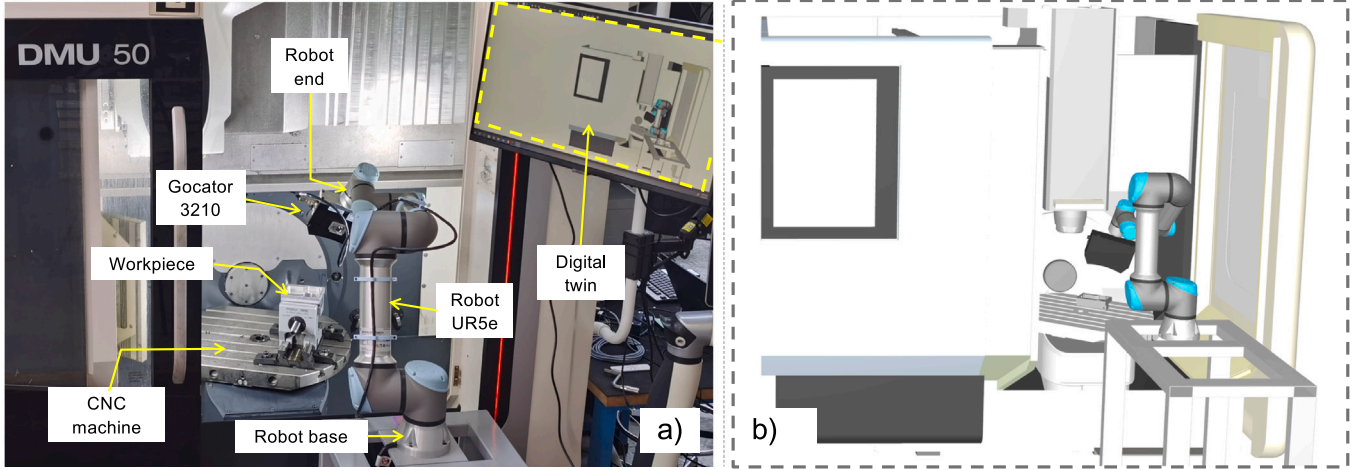 DMU 50
Robot
end
Gocator
3210
Workpiece
Digital
twin
Robot
UR5e
CNC
machine
Robot base
a)
b)